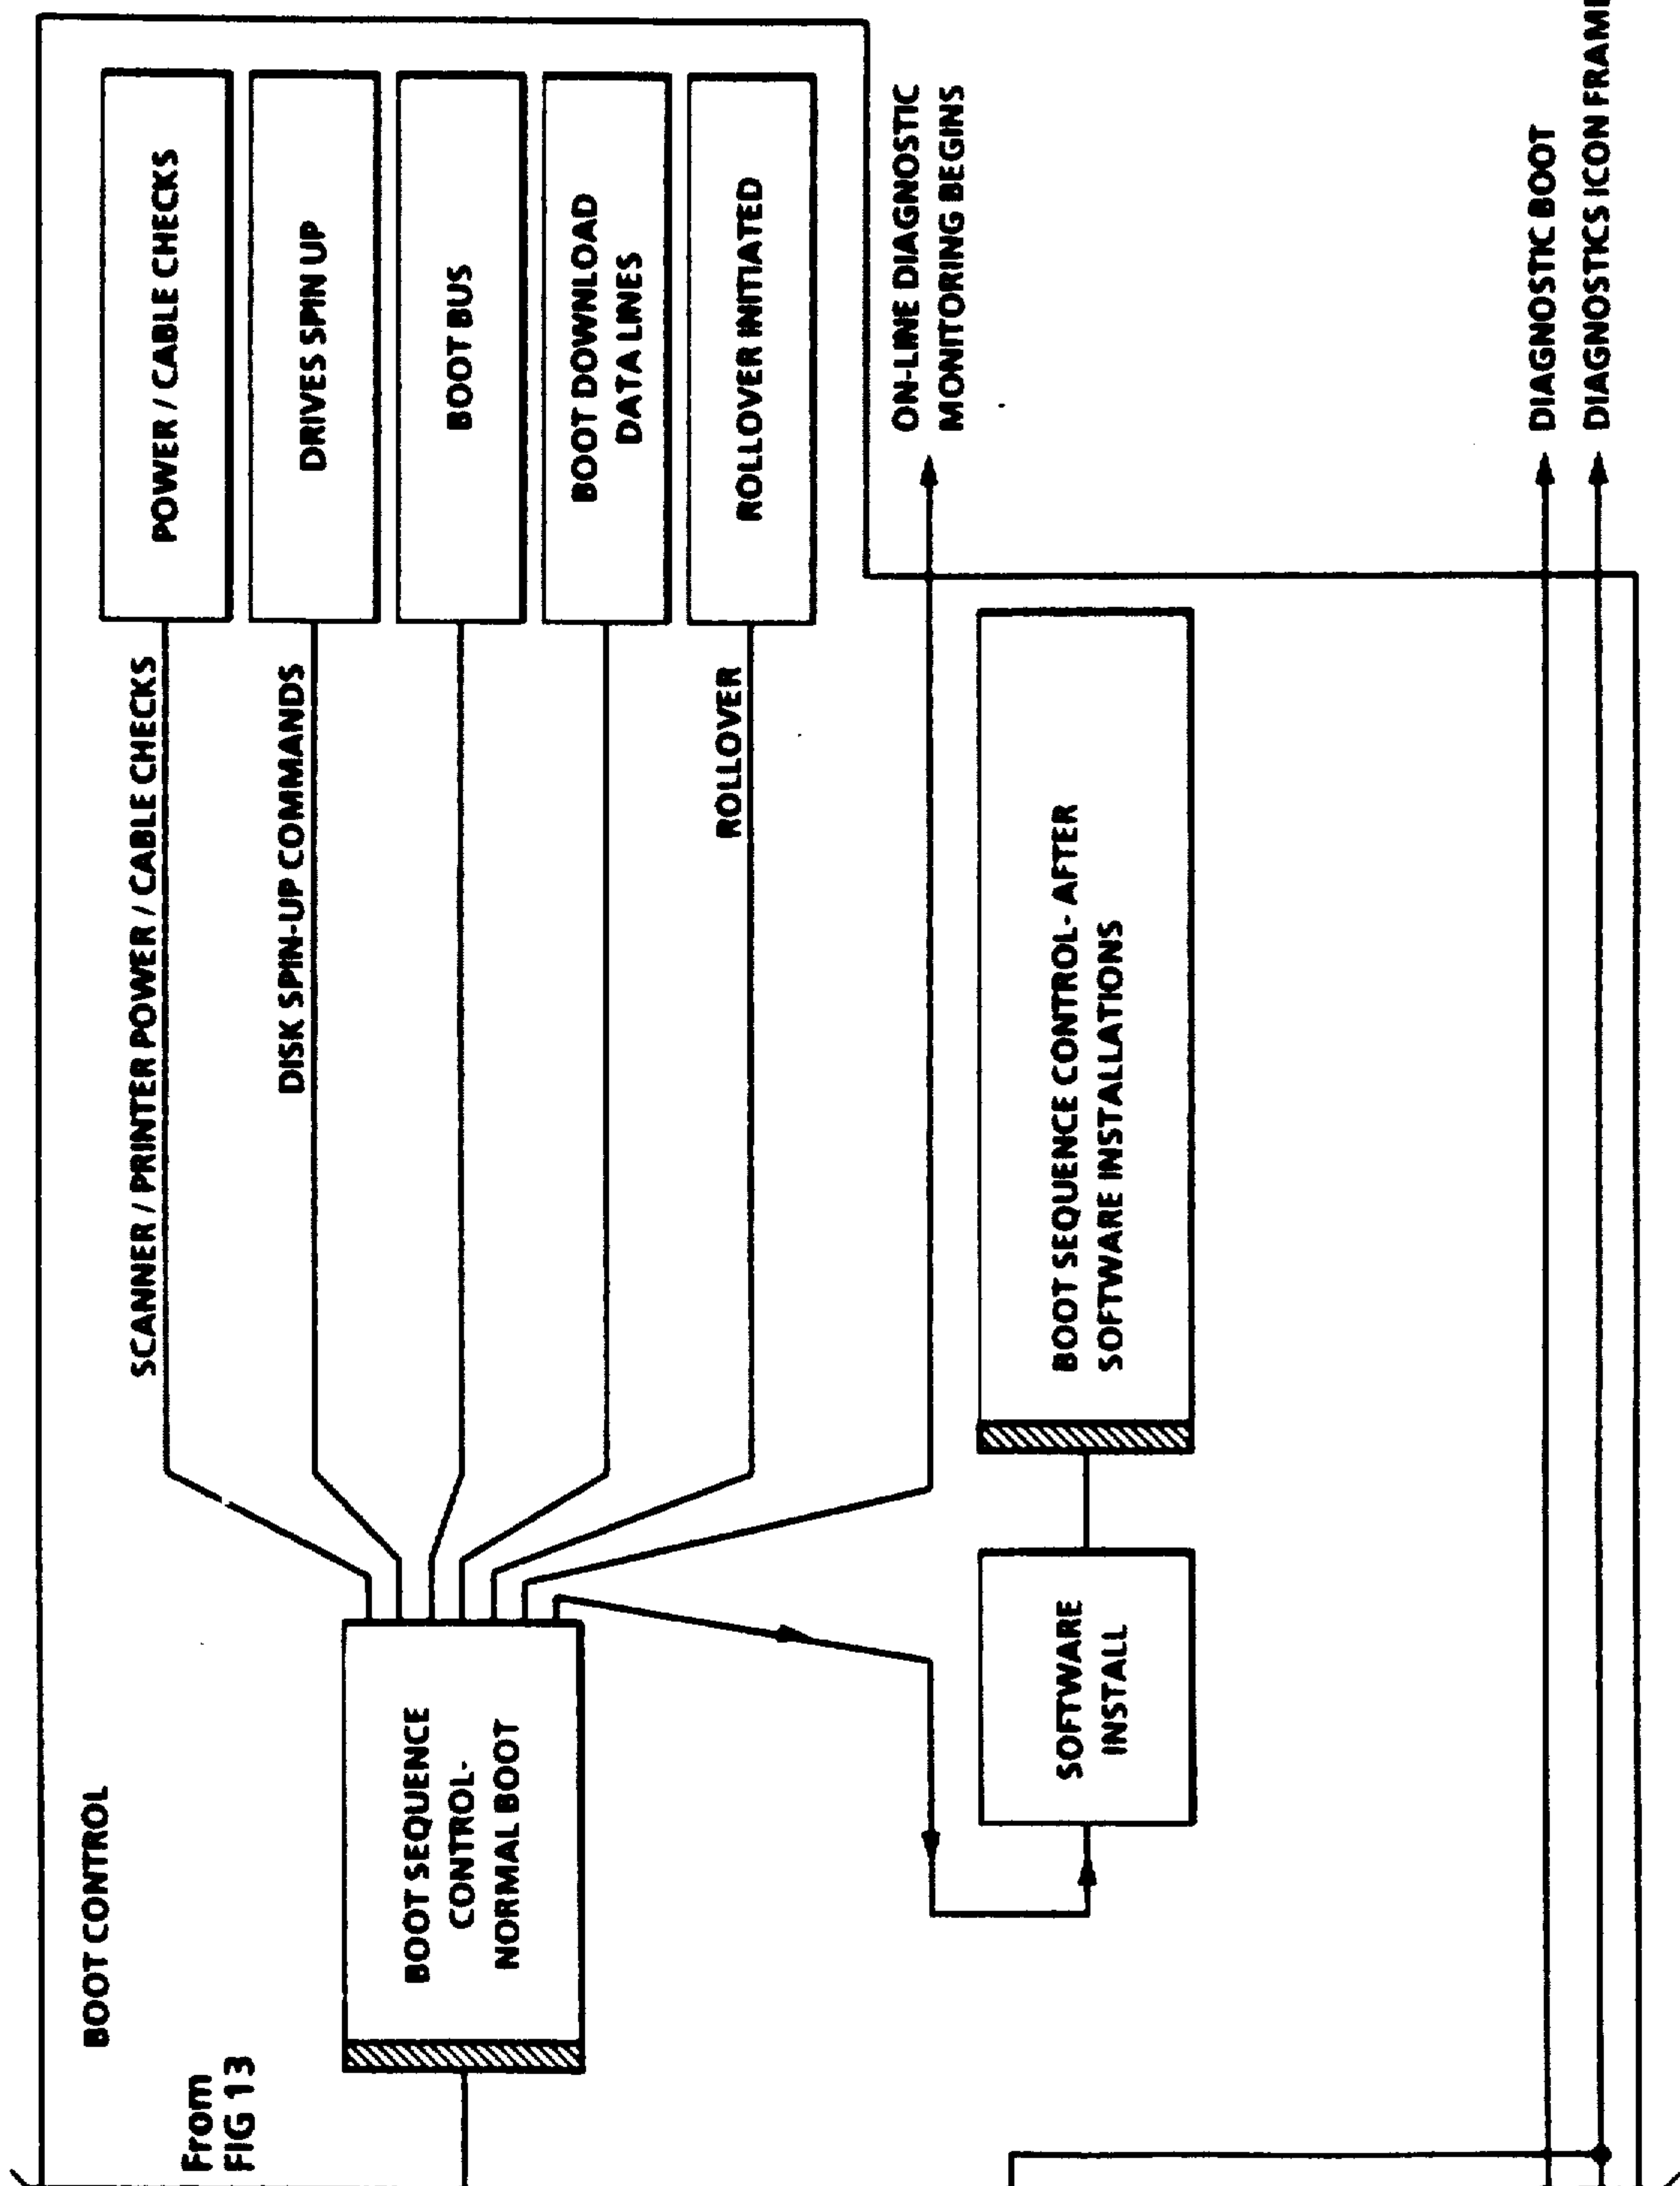 BOOT CONTROL
From
FIG 13
BOOT SEQUENCE
CONTROL-
NORMAL BOOT
SCANNER / PRINTER POWER / CABLE CHECKS
POWER / CABLE CHECKS
DISK SPIN-UP COMMANDS
DRIVES SPIN UP
BOOT BUS
BOOT DOWNLOAD
DATA LINES
ROLLOVER
ROLLOVER INITIATED
ON-LINE DIAGNOSTIC
MONITORING BEGINS
SOFTWARE
INSTALL
BOOT SEQUENCE CONTROL- AFTER
SOFTWARE INSTALLATIONS
DIAGNOSTIC BOOT
DIAGNOSTICS ICON